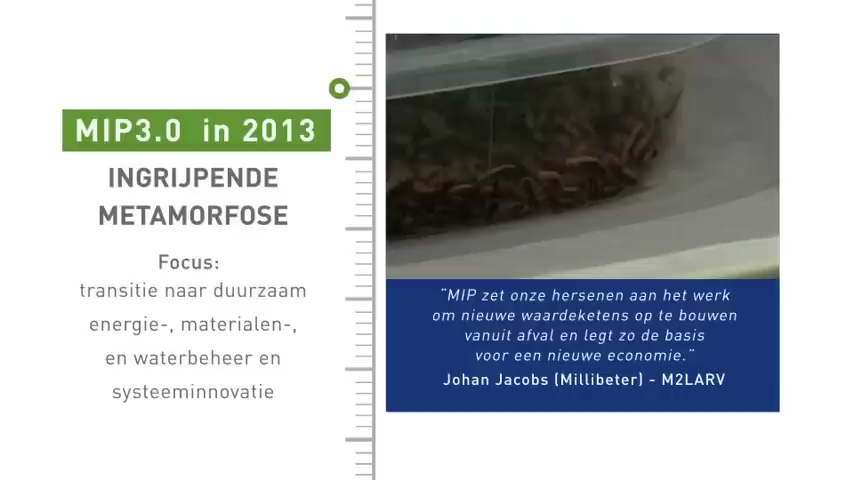 MIP3.0 in 2013
INGRIJPENDE
METAMORFOSE
Focus:
transitie naar duurzaam
energie-, materialen-,
en waterbeheer en
systeeminnovatie
"MIP zet onze hersenen aan het werk
om nieuwe waardeketens op te bouwen
vanuit afval en legt zo de basis
voor een nieuwe economie."
Johan Jacobs (Millibeter) - M2LARV